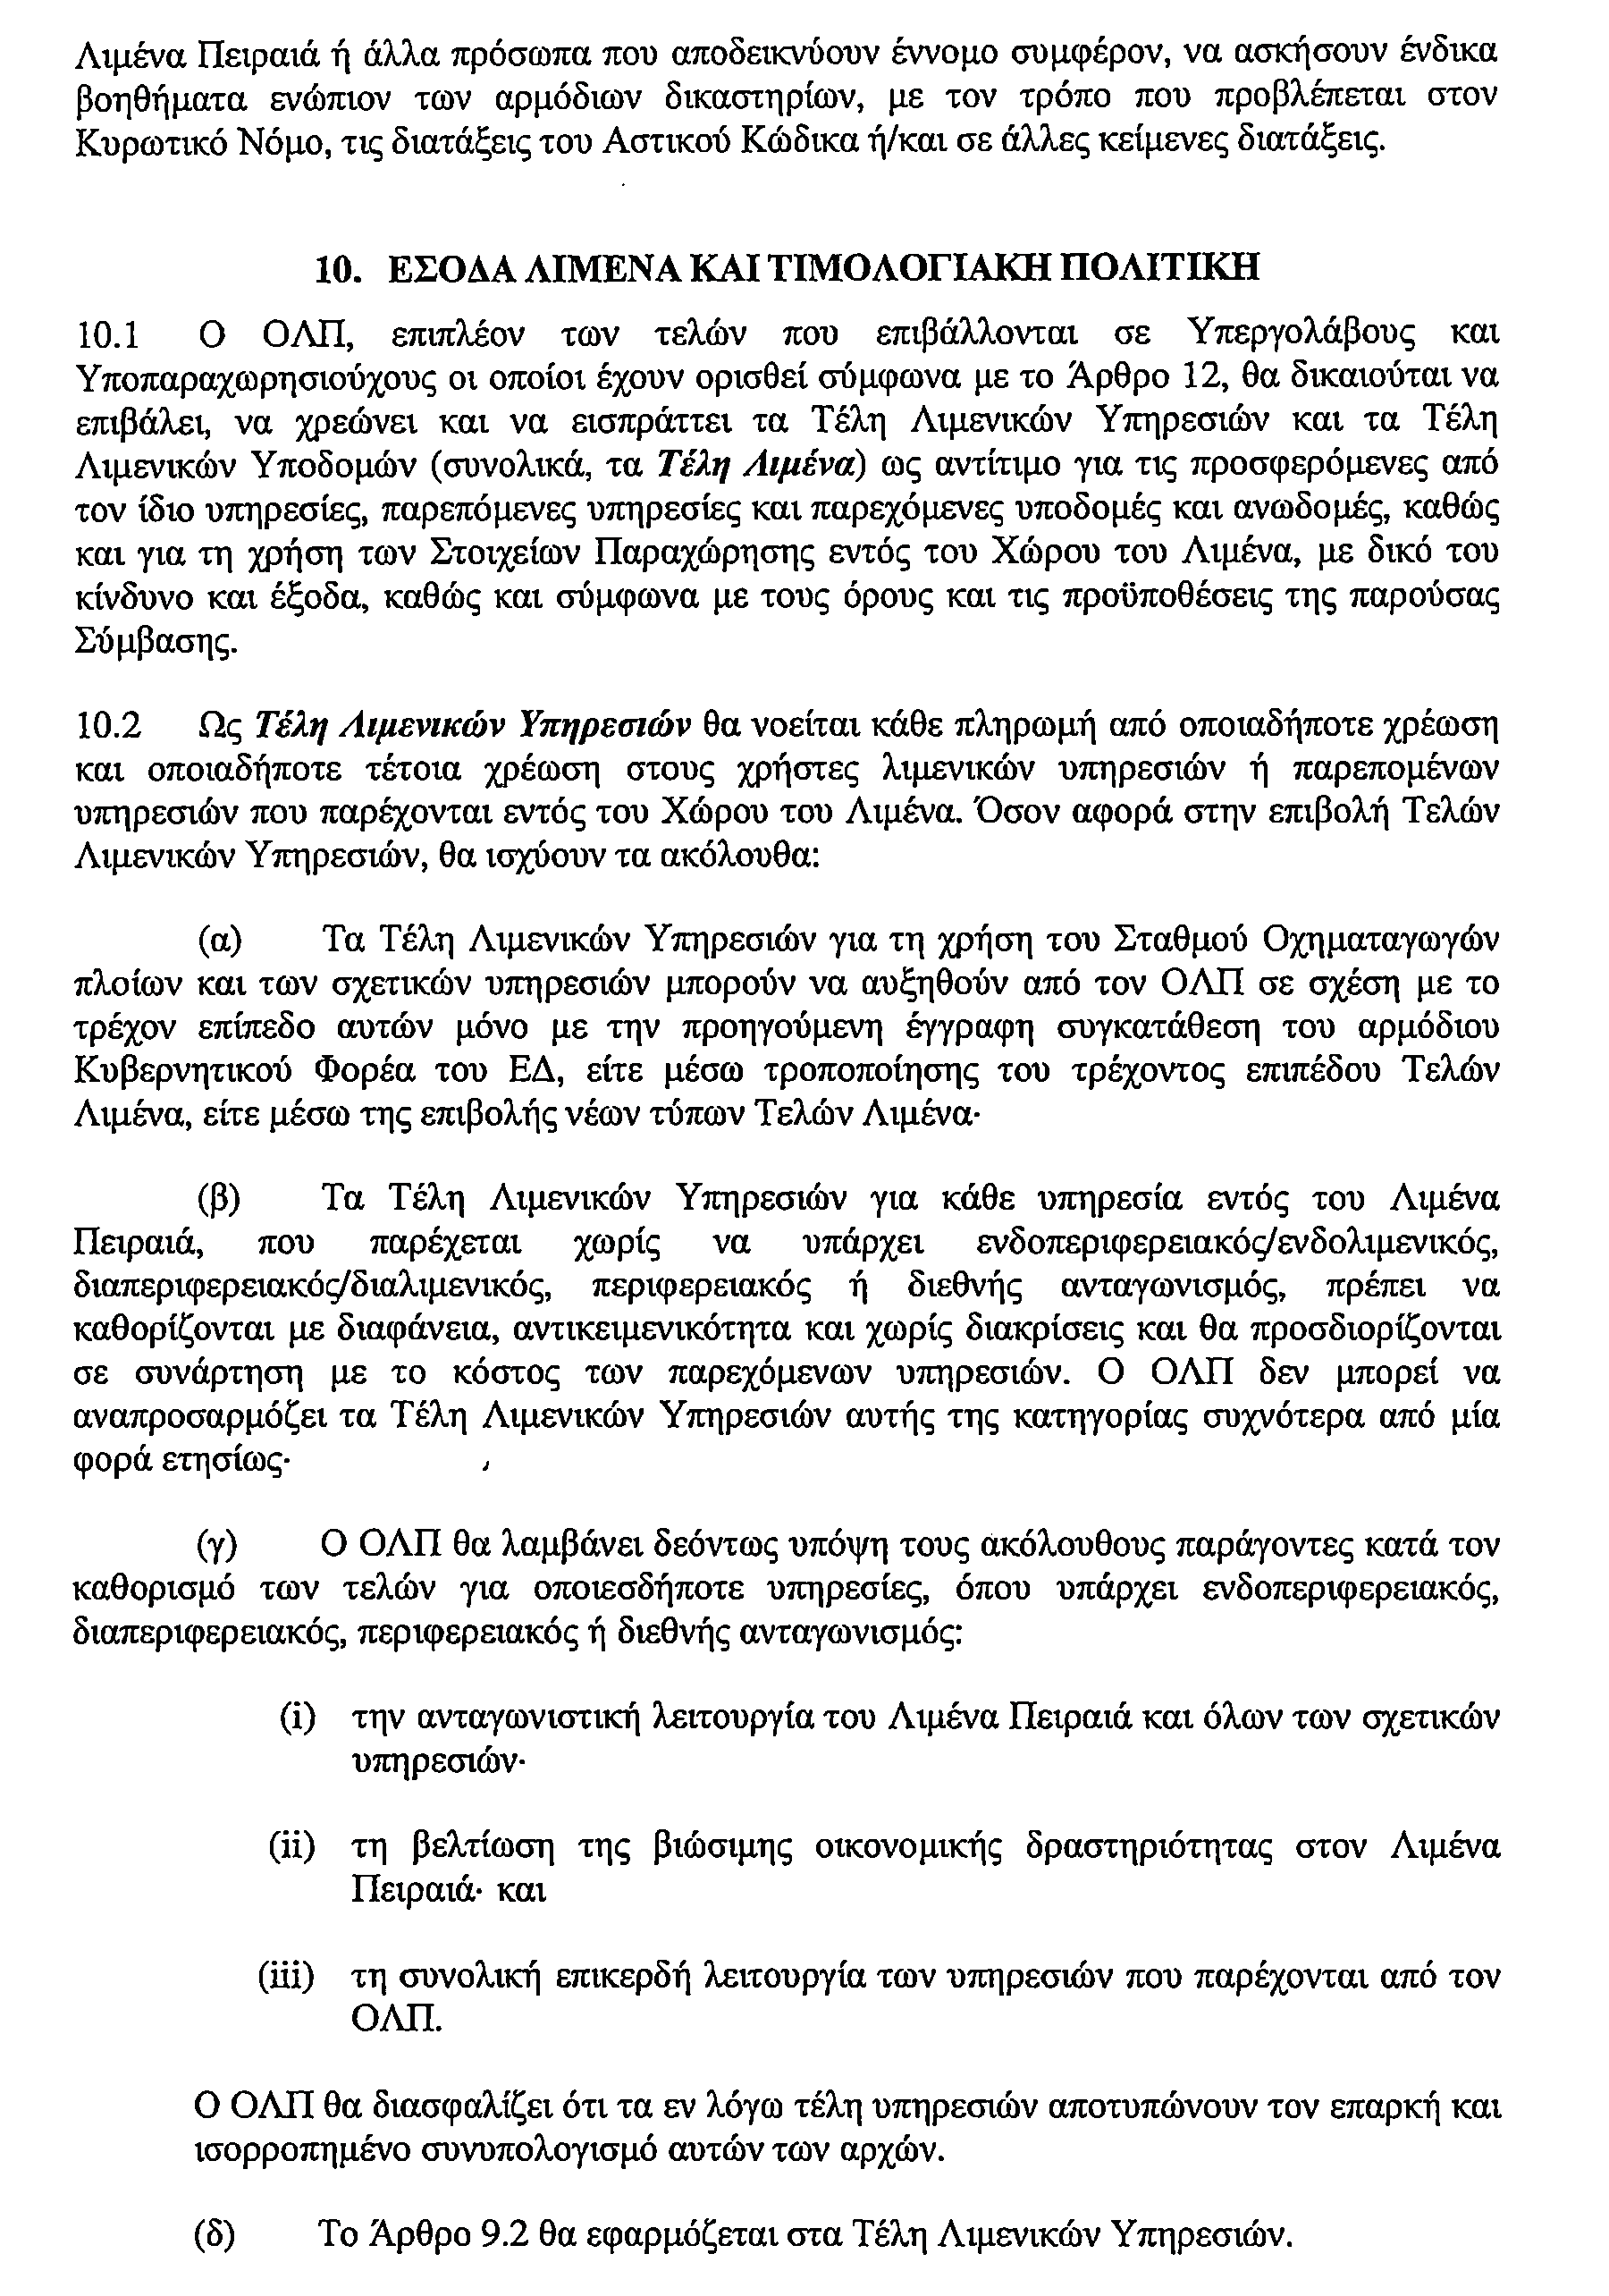 Λιμένα Πειραιά ή άλλα πρόσωπα που αποδεικνύουν έννομο συμφέρον, να ασκήσουν ένδικα
βοηθήματα ενώπιον των αρμόδιων δικαστηρίων, με τον τρόπο που προβλέπεται στον
Κυρωτικό Νόμο, τις διατάξεις του Αστικού Κώδικα ή/και σε άλλες κείμενες διατάξεις.
10. ΕΣΟΔΑ ΛΙΜΕΝΑ ΚΑΙ ΤΙΜΟΛΟΓΙΑΚΗ ΠΟΛΙΤΙΚΗ
10.1 Ο ΟΛΠ, επιπλέον των τελών που επιβάλλονται σε Υπεργολάβους και
Υποπαραχωρησιούχους οι οποίοι έχουν ορισθεί σύμφωνα με το Άρθρο 12, θα δικαιούται να
επιβάλει, να χρεώνει και να εισπράττει τα Τέλη Λιμενικών Υπηρεσιών και τα Τέλη
Λιμενικών Υποδομών (συνολικά, τα Τέλη Λιμένα) ως αντίτιμο για τις προσφερόμενες από
τον ίδιο υπηρεσίες, παρεπόμενες υπηρεσίες και παρεχόμενες υποδομές και ανωδομές, καθώς
και για τη χρήση των Στοιχείων Παραχώρησης εντός του Χώρου του Λιμένα, με δικό του
κίνδυνο και έξοδα, καθώς και σύμφωνα με τους όρους και τις προϋποθέσεις της παρούσας
Σύμβασης.
10.2 Ως Τέλη Λιμενικών Υπηρεσιών θα νοείται κάθε πληρωμή από οποιαδήποτε χρέωση
και οποιαδήποτε τέτοια χρέωση στους χρήστες λιμενικών υπηρεσιών ή παρεπομένων
υπηρεσιών που παρέχονται εντός του Χώρου του Λιμένα. Όσον αφορά στην επιβολή Τελών
Λιμενικών Υπηρεσιών, θα ισχύουν τα ακόλουθα:
(α) Τα Τέλη Λιμενικών Υπηρεσιών για τη χρήση του Σταθμού Οχηματαγωγών
πλοίων και των σχετικών υπηρεσιών μπορούν να αυξηθούν από τον ΟΛΠ σε σχέση με το
τρέχον επίπεδο αυτών μόνο με την προηγούμενη έγγραφη συγκατάθεση του αρμόδιου
Κυβερνητικού Φορέα του ΕΔ, είτε μέσω τροποποίησης του τρέχοντος επιπέδου Τελών
Λιμένα, είτε μέσω της επιβολής νέων τύπων Τελών Λιμένα·
(β) Τα Τέλη Λιμενικών Υπηρεσιών για κάθε υπηρεσία εντός του Λιμένα
Πειραιά, που παρέχεται χωρίς να υπάρχει ενδοπεριφερειακός/ενδολιμενικός,
διαπεριφερειακός/διαλιμενικός, περιφερειακός ή διεθνής ανταγωνισμός, πρέπει να
καθορίζονται με διαφάνεια, αντικειμενικότητα και χωρίς διακρίσεις και θα προσδιορίζονται
σε συνάρτηση με το κόστος των παρεχόμενων υπηρεσιών. Ο ΟΛΠ δεν μπορεί να
αναπροσαρμόζει τα Τέλη Λιμενικών Υπηρεσιών αυτής της κατηγορίας συχνότερα από μία
φορά ετησίως·
(γ) Ο ΟΛΠ θα λαμβάνει δεόντως υπόψη τους ακόλουθους παράγοντες κατά τον
καθορισμό των τελών για οποιεσδήποτε υπηρεσίες, όπου υπάρχει ενδοπεριφερειακός,
διαπεριφερειακός, περιφερειακός ή διεθνής ανταγωνισμός:
(i) την ανταγωνιστική λειτουργία του Λιμένα Πειραιά και όλων των σχετικών
υπηρεσιών·
(ii) τη βελτίωση της βιώσιμης οικονομικής δραστηριότητας στον Λιμένα
Πειραιά· και
(iii) τη συνολική επικερδή λειτουργία των υπηρεσιών που παρέχονται από τον
ΟΛΠ.
Ο ΟΛΠ θα διασφαλίζει ότι τα εν λόγω τέλη υπηρεσιών αποτυπώνουν τον επαρκή και
ισορροπημένο συνυπολογισμό αυτών των αρχών.
(δ) Το Άρθρο 9.2 θα εφαρμόζεται στα Τέλη Λιμενικών Υπηρεσιών.